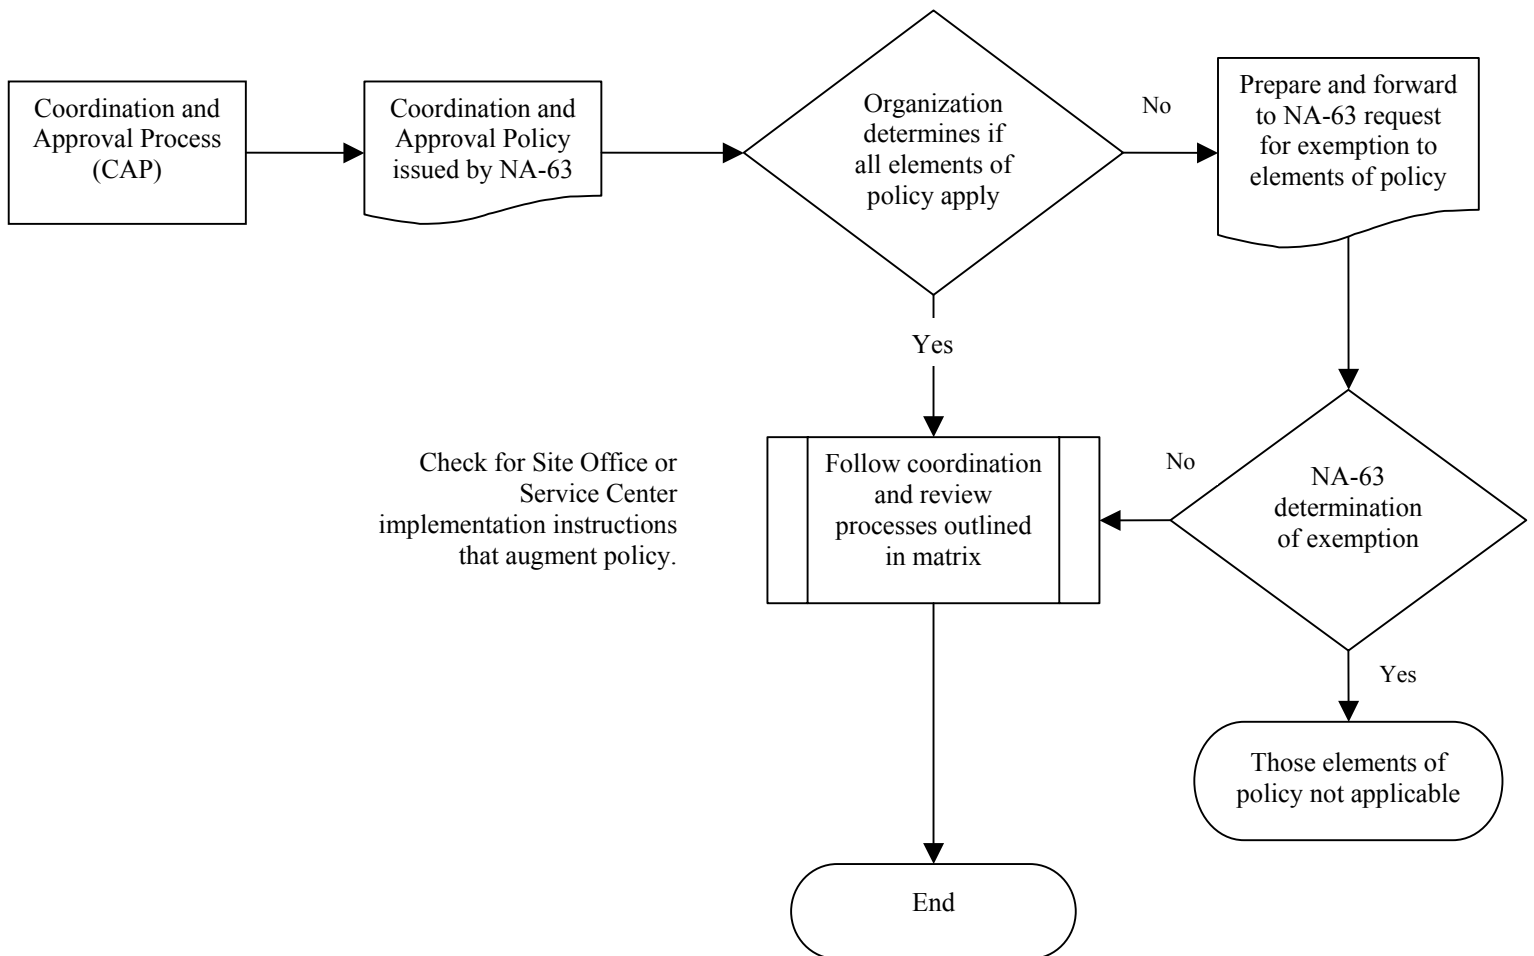 Coordination and
Approval Process
(CAP)
Coordination and
Approval Policy
issued by NA-63
Organization
determines if
all elements of
policy apply
No
Prepare and forward
to NA-63 request
for exemption to
elements of policy
Yes
Check for Site Office or
Service Center
implementation instructions
that augment policy.
Follow coordination
and review
processes outlined
in matrix
No
NA-63
determination
of exemption
Yes
Those elements of
policy not applicable
End